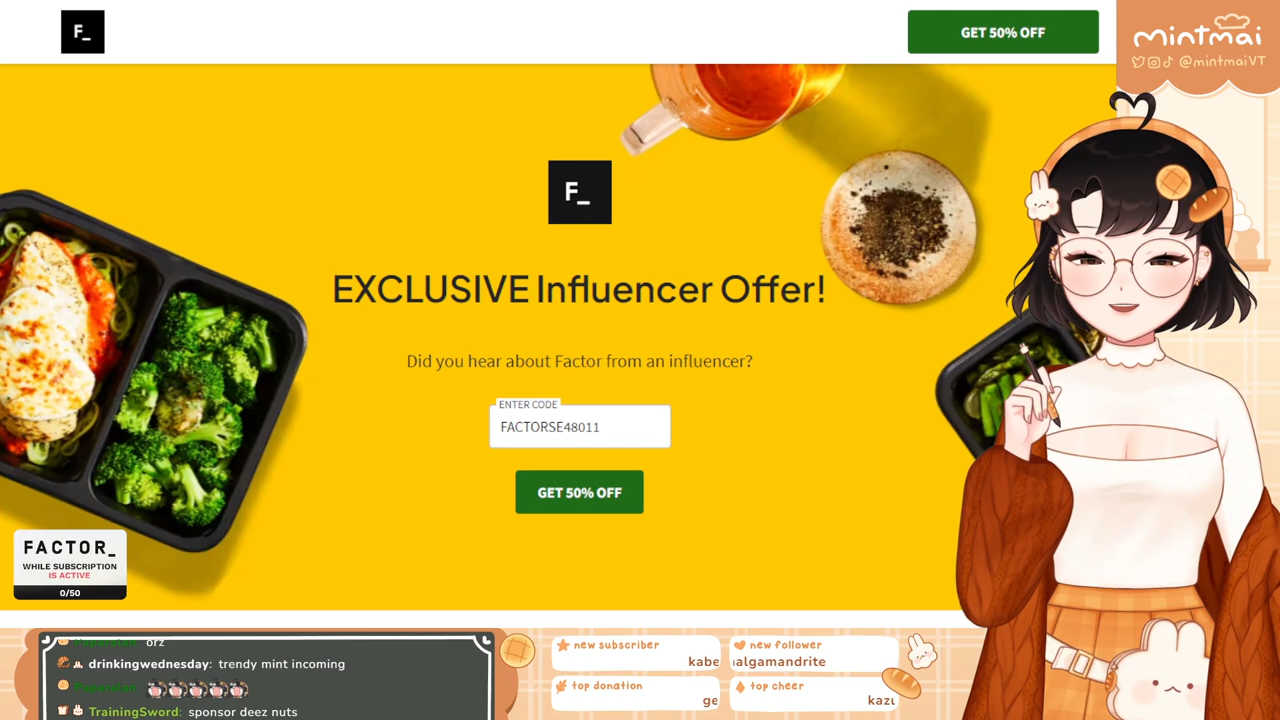 F_
GET 50% OFF
mintmai
@mintmaiVT
F_
EXCLUSIVE Influencer Offer!
Did you hear about Factor from an influencer?
ENTER CODE
FACTORSE48011
GET 50% OFF
FACTOR_
WHILE SUBSCRIPTION
IS ACTIVE
0/50
orz
drinkingwednesday: trendy mint incoming
TrainingSword: sponsor deez nuts
new subscriber
kabe
new follower
algamandrite
top donation
ge
top cheer
kazu